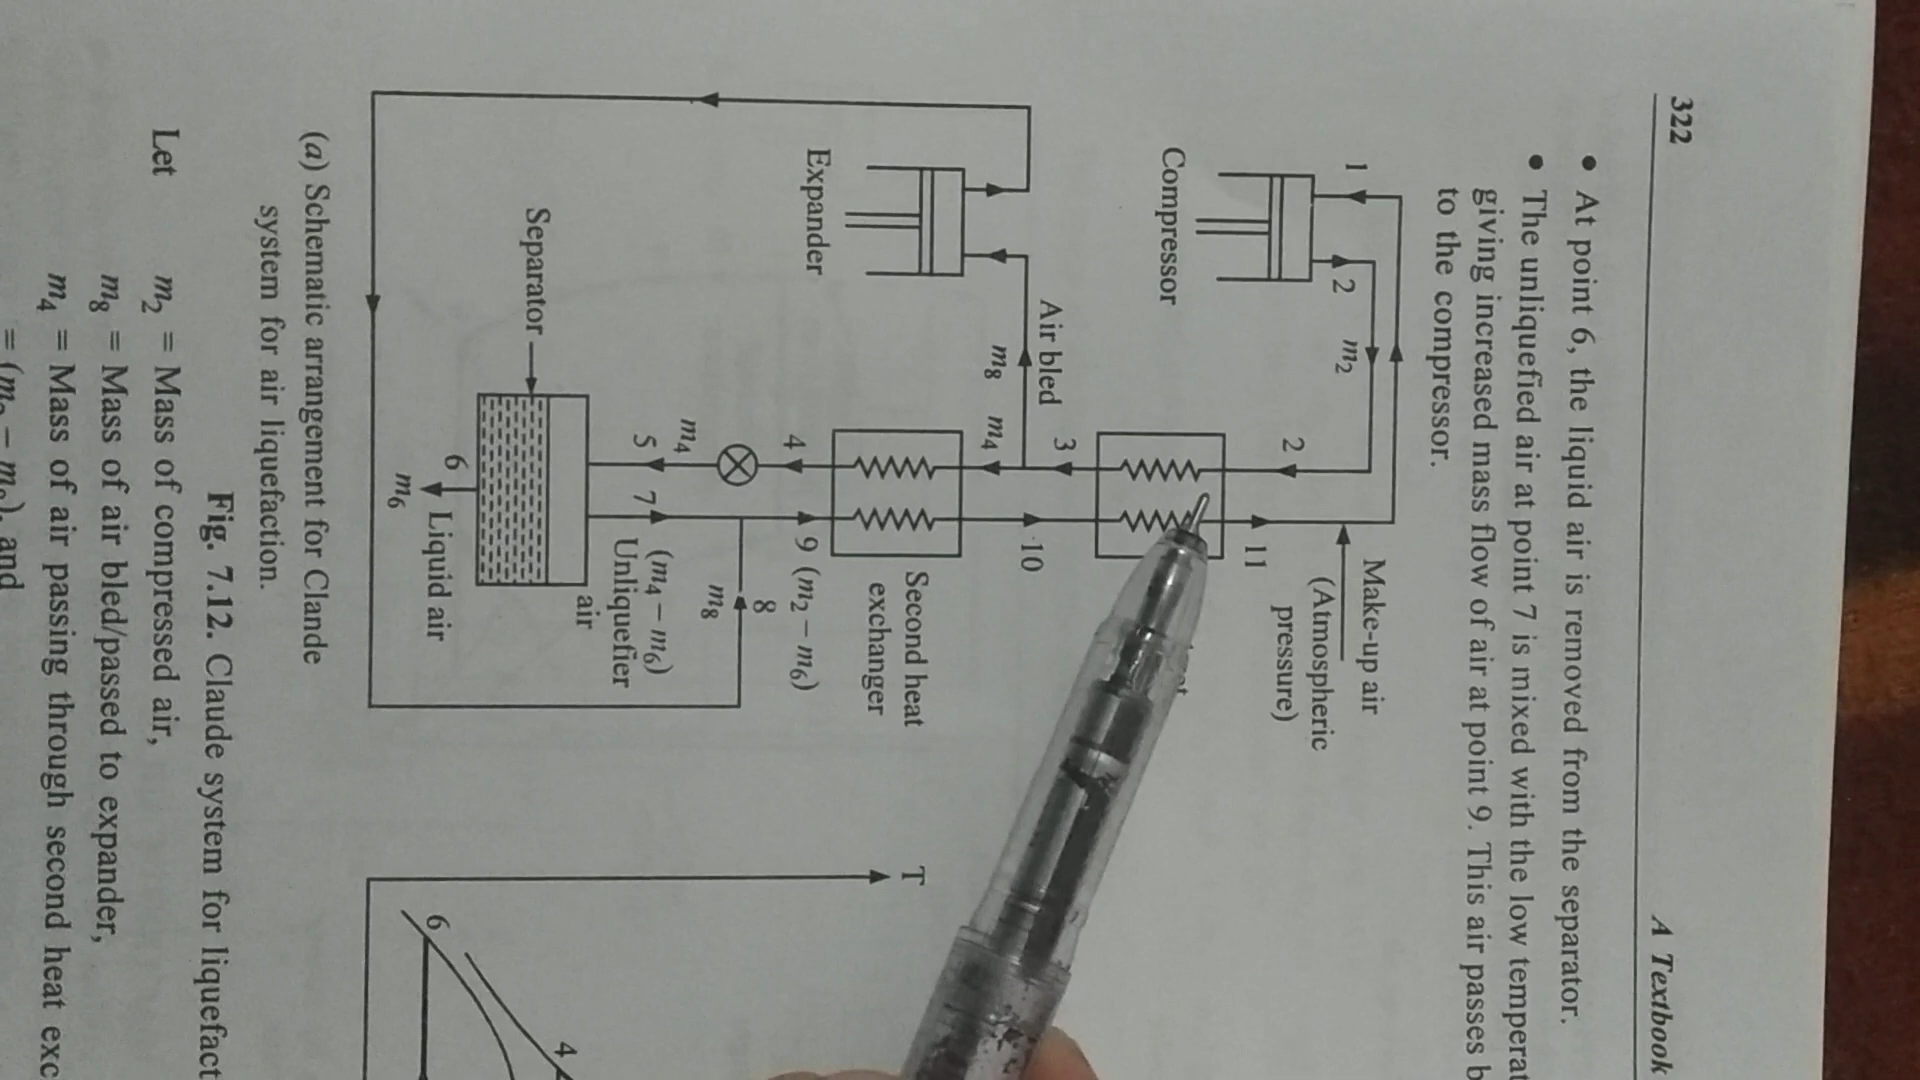 322
A Textbook
• At point 6, the liquid air is removed from the separator.
• The unliquefied air at point 7 is mixed with the low temperat
giving increased mass flow of air at point 9. This air passes b
to the compressor.
1
2
m2
2
11
Make-up air
(Atmospheric
pressure)
Compressor
Air bled
3
10
m8
m4
Second heat
exchanger
Expander
4
9 (m2 – m6)
8
m8
m4
5
7
(m4 – m6)
Unliquefier
air
Separator
6
Liquid air
m6
T
6
4
(a) Schematic arrangement for Clande
system for air liquefaction.
Fig. 7.12. Claude system for liquefact
Let m2 = Mass of compressed air,
m8 = Mass of air bled/passed to expander,
m4 = Mass of air passing through second heat exc
= (m2 – m8), and